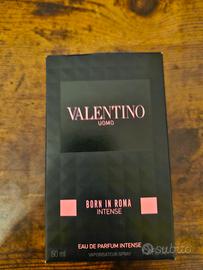 VALENTINO
UOMO
BORN IN ROMA
INTENSE
EAU DE PARFUM INTENSE
VAPORISATEUR SPRAY
50 ml
subito